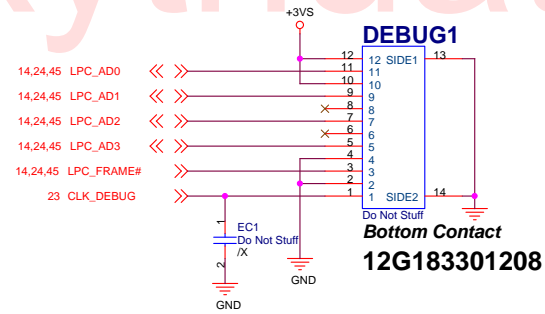 +3VS
DEBUG1
12 12 SIDE1 13
14,24,45 LPC_AD0 11 11
10 10
14,24,45 LPC_AD1 9 9
8 8
14,24,45 LPC_AD2 7 7
6 6
14,24,45 LPC_AD3 5 5
4 4
14,24,45 LPC_FRAME# 3 3
2 2
23 CLK_DEBUG 1 1 SIDE2 14
Do Not Stuff
Bottom Contact
12G183301208
1
EC1
Do Not Stuff
/X
2
GND
GND